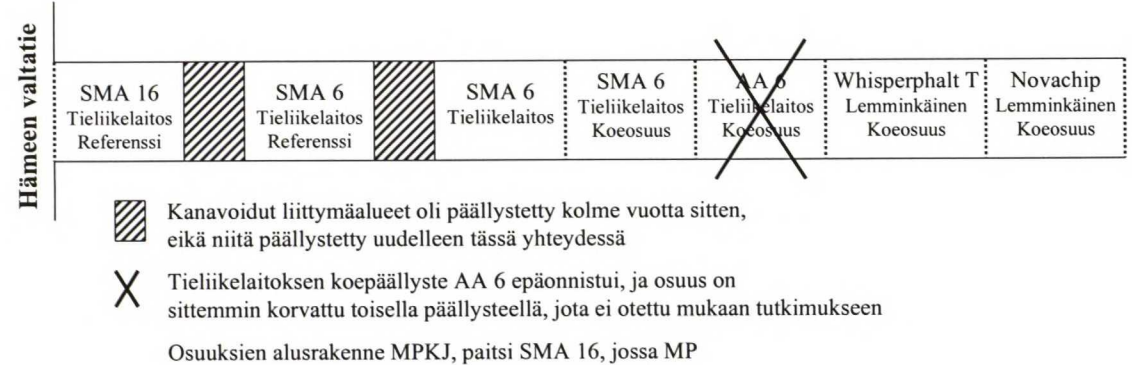 Hämeen valtatie
SMA 16
Tieliikelaitos
Referenssi
SMA 6
Tieliikelaitos
Referenssi
SMA 6
Tieliikelaitos
SMA 6
Tieliikelaitos
Koeosuus
AA 6
Tieliikelaitos
Koeosuus
Whisperphalt T
Lemminkäinen
Koeosuus
Novachip
Lemminkäinen
Koeosuus
Kanavoidut liittymäalueet oli päällystetty kolme vuotta sitten,
eikä niitä päällystetty uudelleen tässä yhteydessä
Tieliikelaitoksen koepäällyste AA 6 epäonnistui, ja osuus on
sittemmin korvattu toisella päällysteellä, jota ei otettu mukaan tutkimukseen
Osuuksien alusrakenne MPKJ, paitsi SMA 16, jossa MP